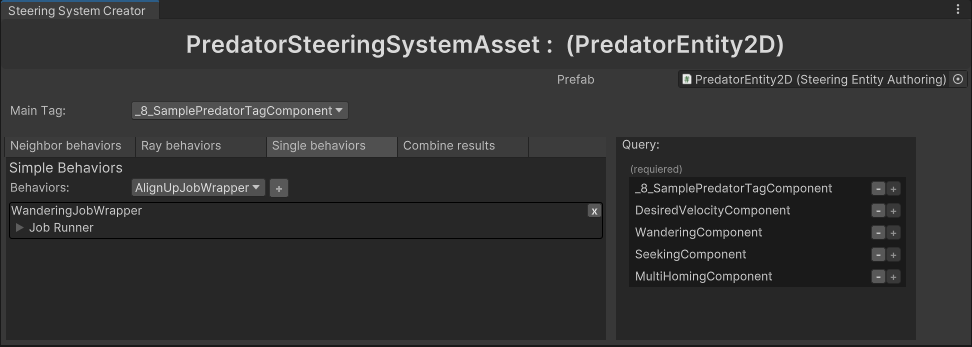 Steering System Creator
PredatorSteeringSystemAsset : (PredatorEntity2D)
Prefab
PredatorEntity2D (Steering Entity Authoring)
Main Tag:
_8_SamplePredatorTagComponent
Neighbor behaviors
Ray behaviors
Single behaviors
Combine results
Simple Behaviors
Behaviors:
AlignUpJobWrapper
+
WanderingJobWrapper
x
Job Runner
Query:
(requiered)
_8_SamplePredatorTagComponent - +
DesiredVelocityComponent - +
WanderingComponent - +
SeekingComponent - +
MultiHomingComponent - +